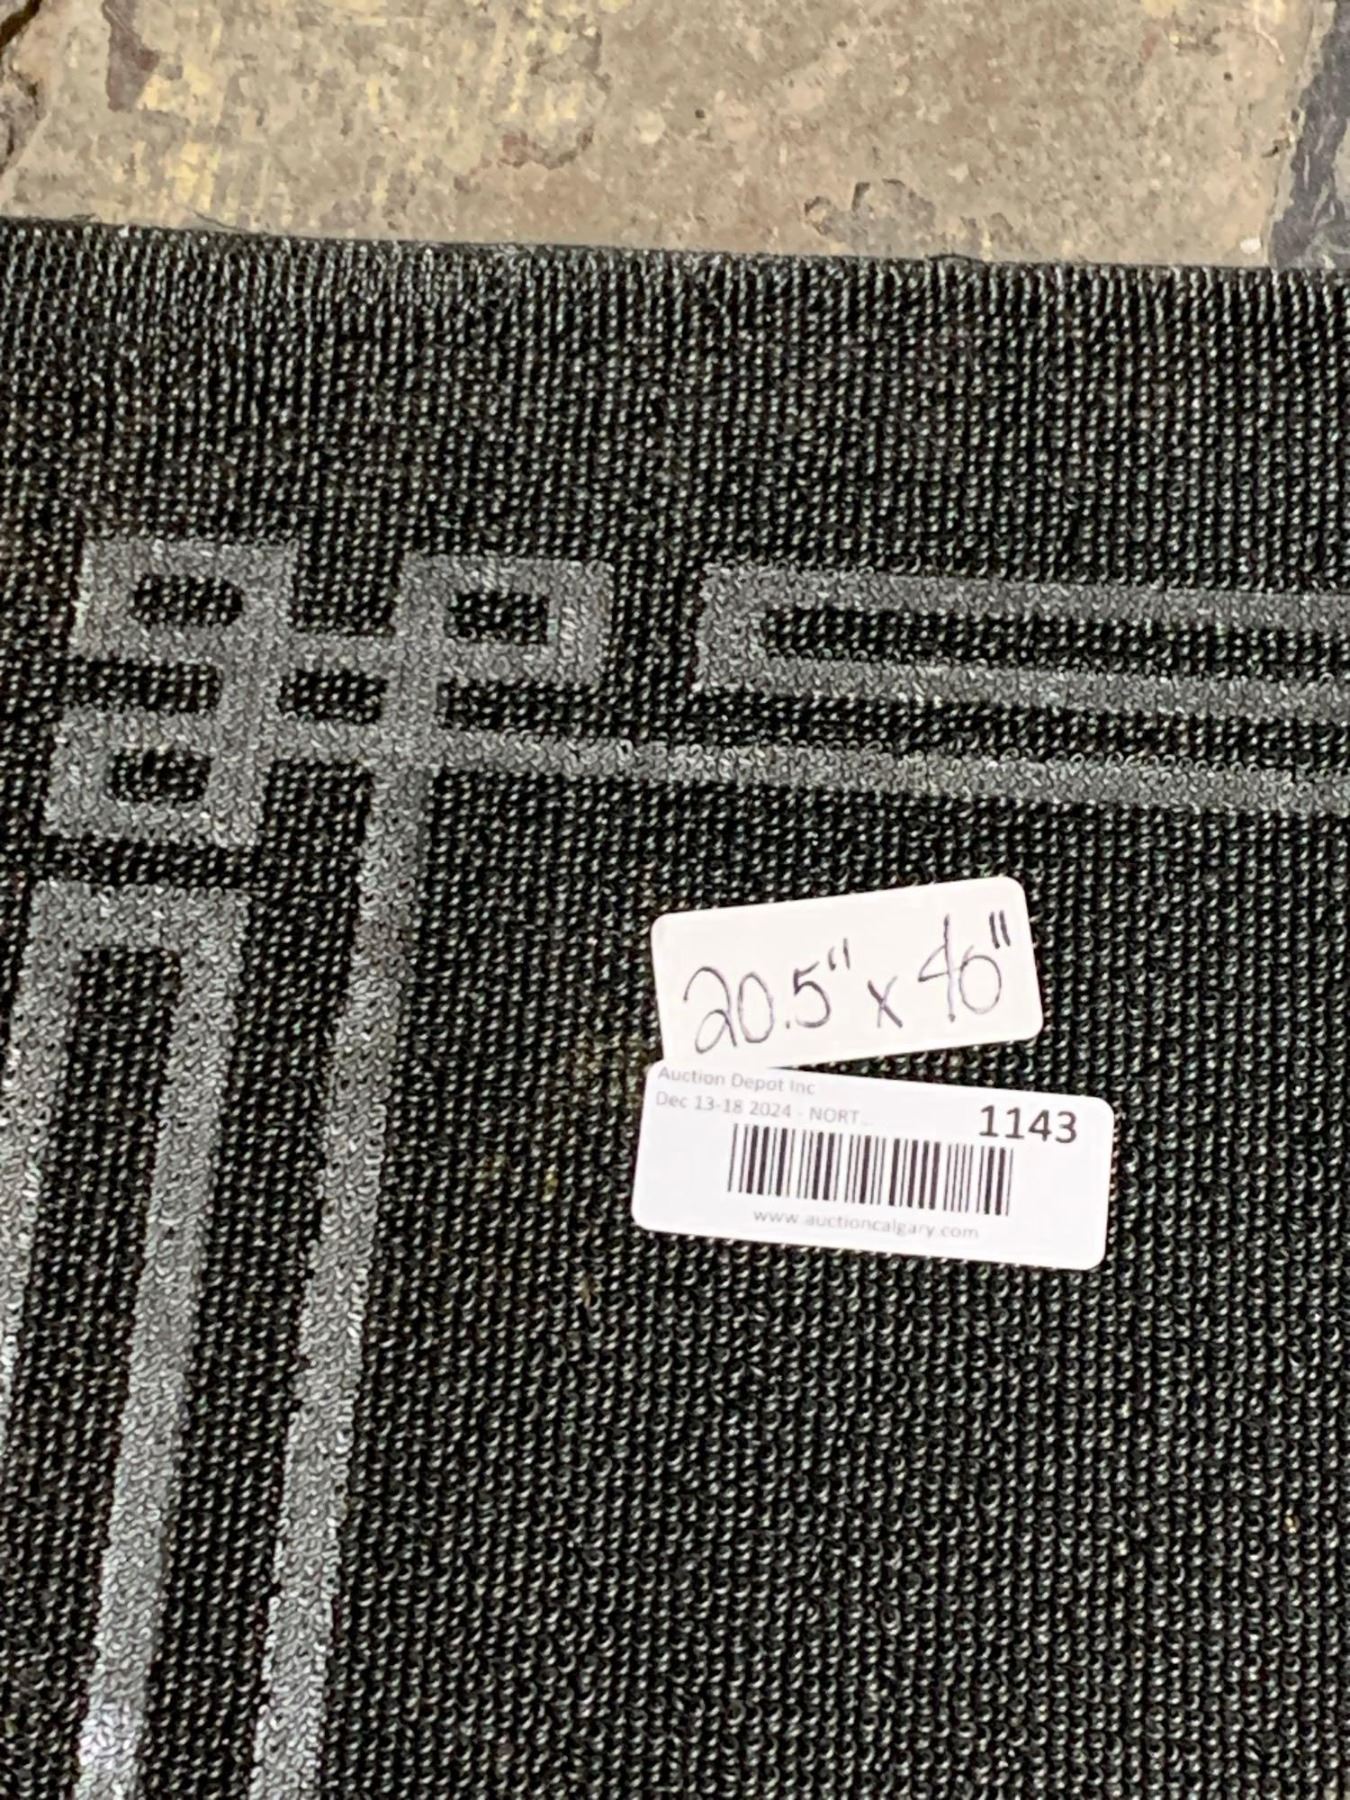 20.5" x 40"
Auction Depot Inc
Dec 13-18 2024 - NORT...
1143
www.auctioncalgary.com